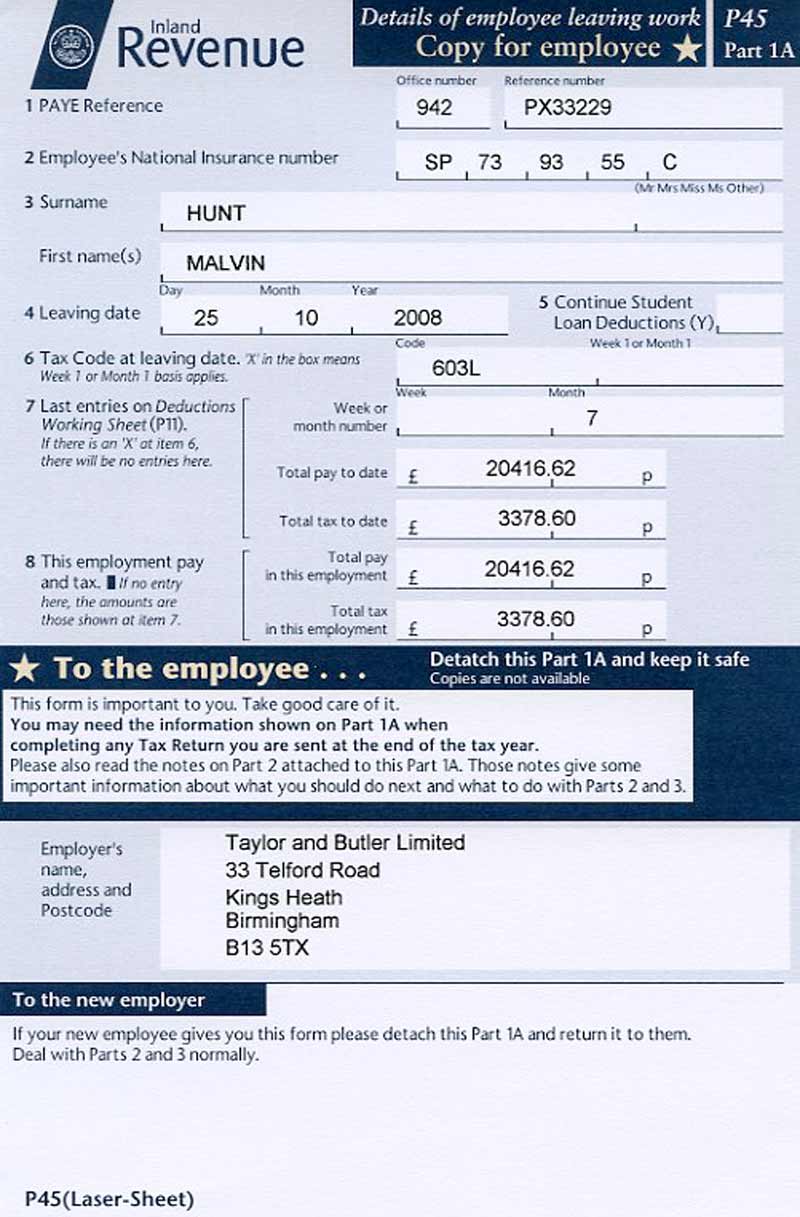 Inland
Revenue
Details of employee leaving work
Copy for employee
P45
Part 1A
Office number Reference number
1 PAYE Reference 942 PX33229
2 Employee's National Insurance number SP 73 93 55 C
(Mr Mrs Miss Ms Other)
3 Surname HUNT
First name(s) MALVIN
Day Month Year
4 Leaving date 25 10 2008
5 Continue Student
Loan Deductions (Y)
Code Week 1 or Month 1
6 Tax Code at leaving date. 'X' in the box means
Week 1 or Month 1 basis applies.
603L
Week Month
7 Last entries on Deductions
Working Sheet (P11).
If there is an 'X' at item 6,
there will be no entries here.
Week or
month number 7
Total pay to date £ 20416.62 p
Total tax to date £ 3378.60 p
8 This employment pay
and tax. If no entry
here, the amounts are
those shown at item 7.
Total pay
in this employment £ 20416.62 p
Total tax
in this employment £ 3378.60 p
To the employee . . .
Detatch this Part 1A and keep it safe
Copies are not available
This form is important to you. Take good care of it.
You may need the information shown on Part 1A when
completing any Tax Return you are sent at the end of the tax year.
Please also read the notes on Part 2 attached to this Part 1A. Those notes give some
important information about what you should do next and what to do with Parts 2 and 3.
Employer's
name,
address and
Postcode
Taylor and Butler Limited
33 Telford Road
Kings Heath
Birmingham
B13 5TX
To the new employer
If your new employee gives you this form please detach this Part 1A and return it to them.
Deal with Parts 2 and 3 normally.
P45(Laser-Sheet)